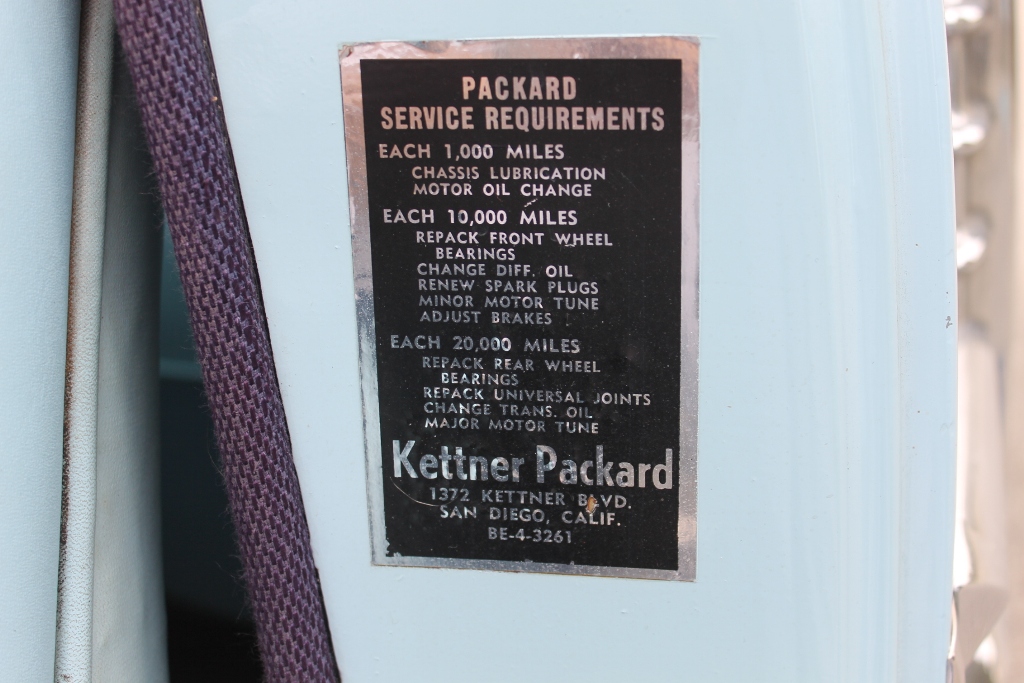 PACKARD
SERVICE REQUIREMENTS
EACH 1,000 MILES
CHASSIS LUBRICATION
MOTOR OIL CHANGE
EACH 10,000 MILES
REPACK FRONT WHEEL
BEARINGS
CHANGE DIFF. OIL
RENEW SPARK PLUGS
MINOR MOTOR TUNE
ADJUST BRAKES
EACH 20,000 MILES
REPACK REAR WHEEL
BEARINGS
REPACK UNIVERSAL JOINTS
CHANGE TRANS. OIL
MAJOR MOTOR TUNE
Kettner Packard
1372 KETTNER BLVD.
SAN DIEGO, CALIF.
BE-4-3261